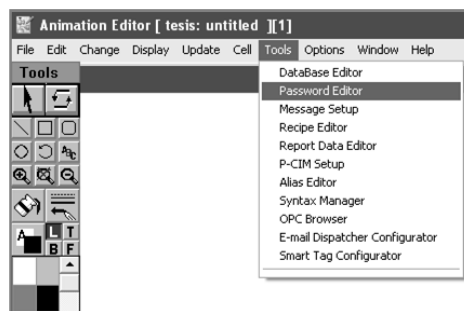 Animation Editor [ tesis: untitled ][1]
File Edit Change Display Update Cell Tools Options Window Help
Tools
DataBase Editor
Password Editor
Message Setup
Recipe Editor
Report Data Editor
P-CIM Setup
Alias Editor
Syntax Manager
OPC Browser
E-mail Dispatcher Configurator
Smart Tag Configurator
ABC
A L T
B F